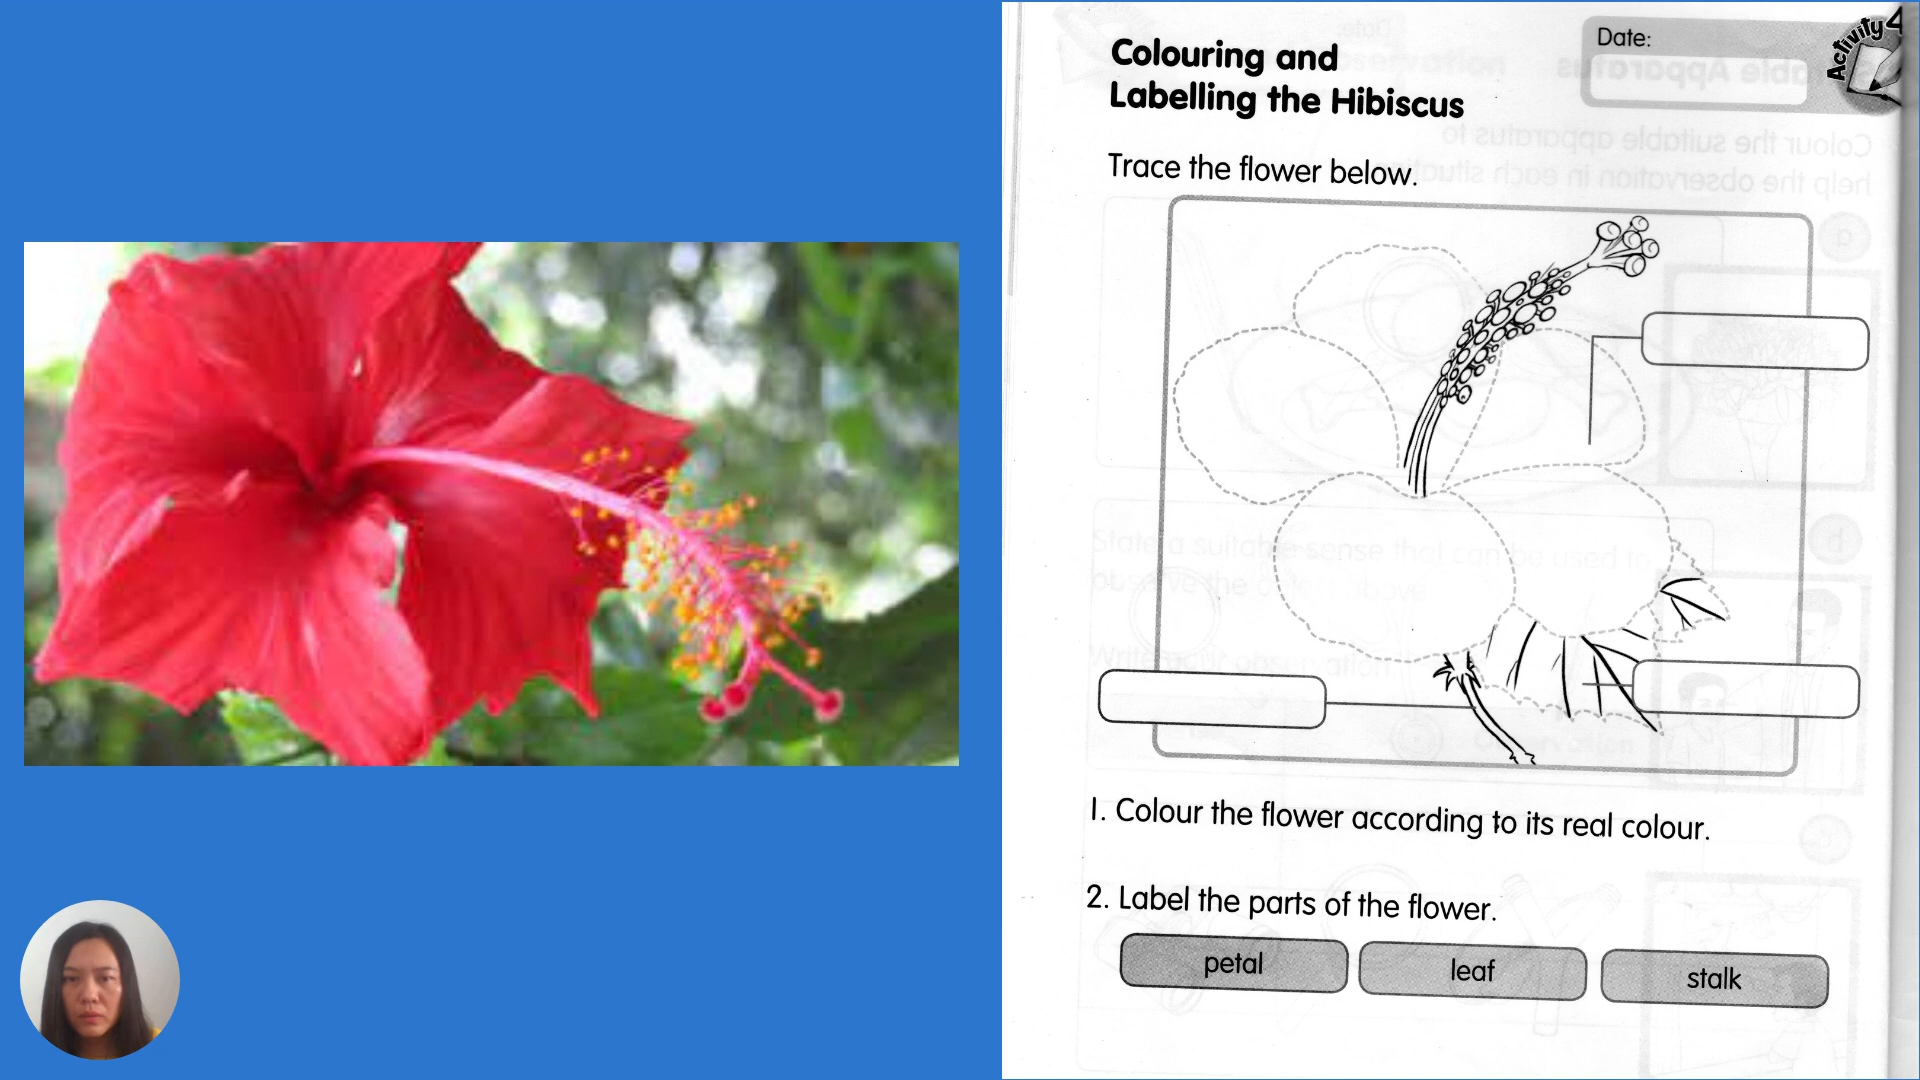 Colouring and
Labelling the Hibiscus
Date:
Activity 4
Trace the flower below.
1. Colour the flower according to its real colour.
2. Label the parts of the flower.
petal
leaf
stalk